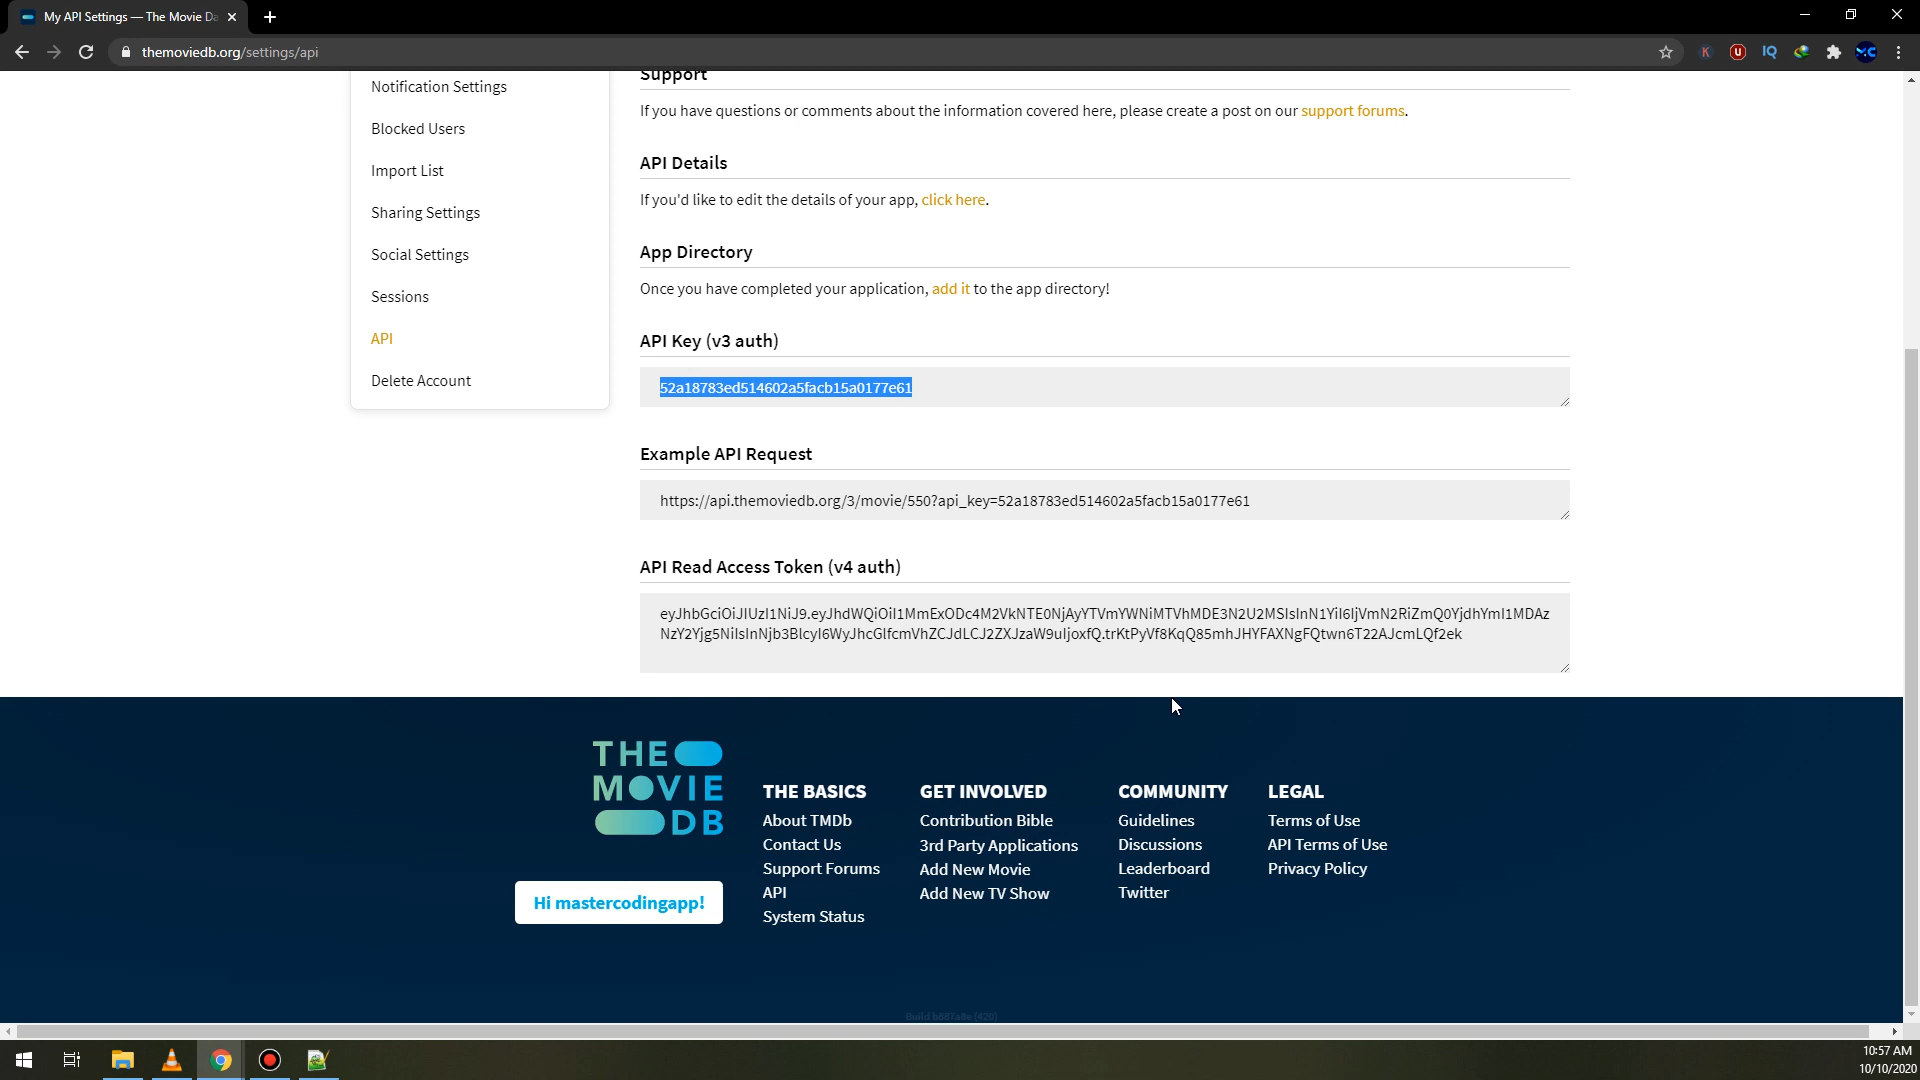 My API Settings — The Movie Da
themoviedb.org/settings/api
Notification Settings
Blocked Users
Import List
Sharing Settings
Social Settings
Sessions
API
Delete Account
Support
If you have questions or comments about the information covered here, please create a post on our support forums.
API Details
If you'd like to edit the details of your app, click here.
App Directory
Once you have completed your application, add it to the app directory!
API Key (v3 auth)
52a18783ed514602a5facb15a0177e61
Example API Request
https://api.themoviedb.org/3/movie/550?api_key=52a18783ed514602a5facb15a0177e61
API Read Access Token (v4 auth)
eyJhbGciOiJIUzI1NiJ9.eyJhdWQiOiI1MmExODc4M2VkNTE0NjAyYTVmYWNiMTVhMDE3N2U2MSIsInN1YiI6IjVmN2RiZmQ0YjdhYmI1MDAz
NzY2Yjg5NiIsInNjb3BlcyI6WyJhcGlfcmVhZCJdLCJ2ZXJzaW9uIjoxfQ.trKtPyVf8KqQ85mhJHYFAXNgFQtwn6T22AJcmLQf2ek
THE
MOVIE
DB
Hi mastercodingapp!
THE BASICS
About TMDb
Contact Us
Support Forums
API
System Status
GET INVOLVED
Contribution Bible
3rd Party Applications
Add New Movie
Add New TV Show
COMMUNITY
Guidelines
Discussions
Leaderboard
Twitter
LEGAL
Terms of Use
API Terms of Use
Privacy Policy
Build b887a8e (420)
10:57 AM
10/10/2020